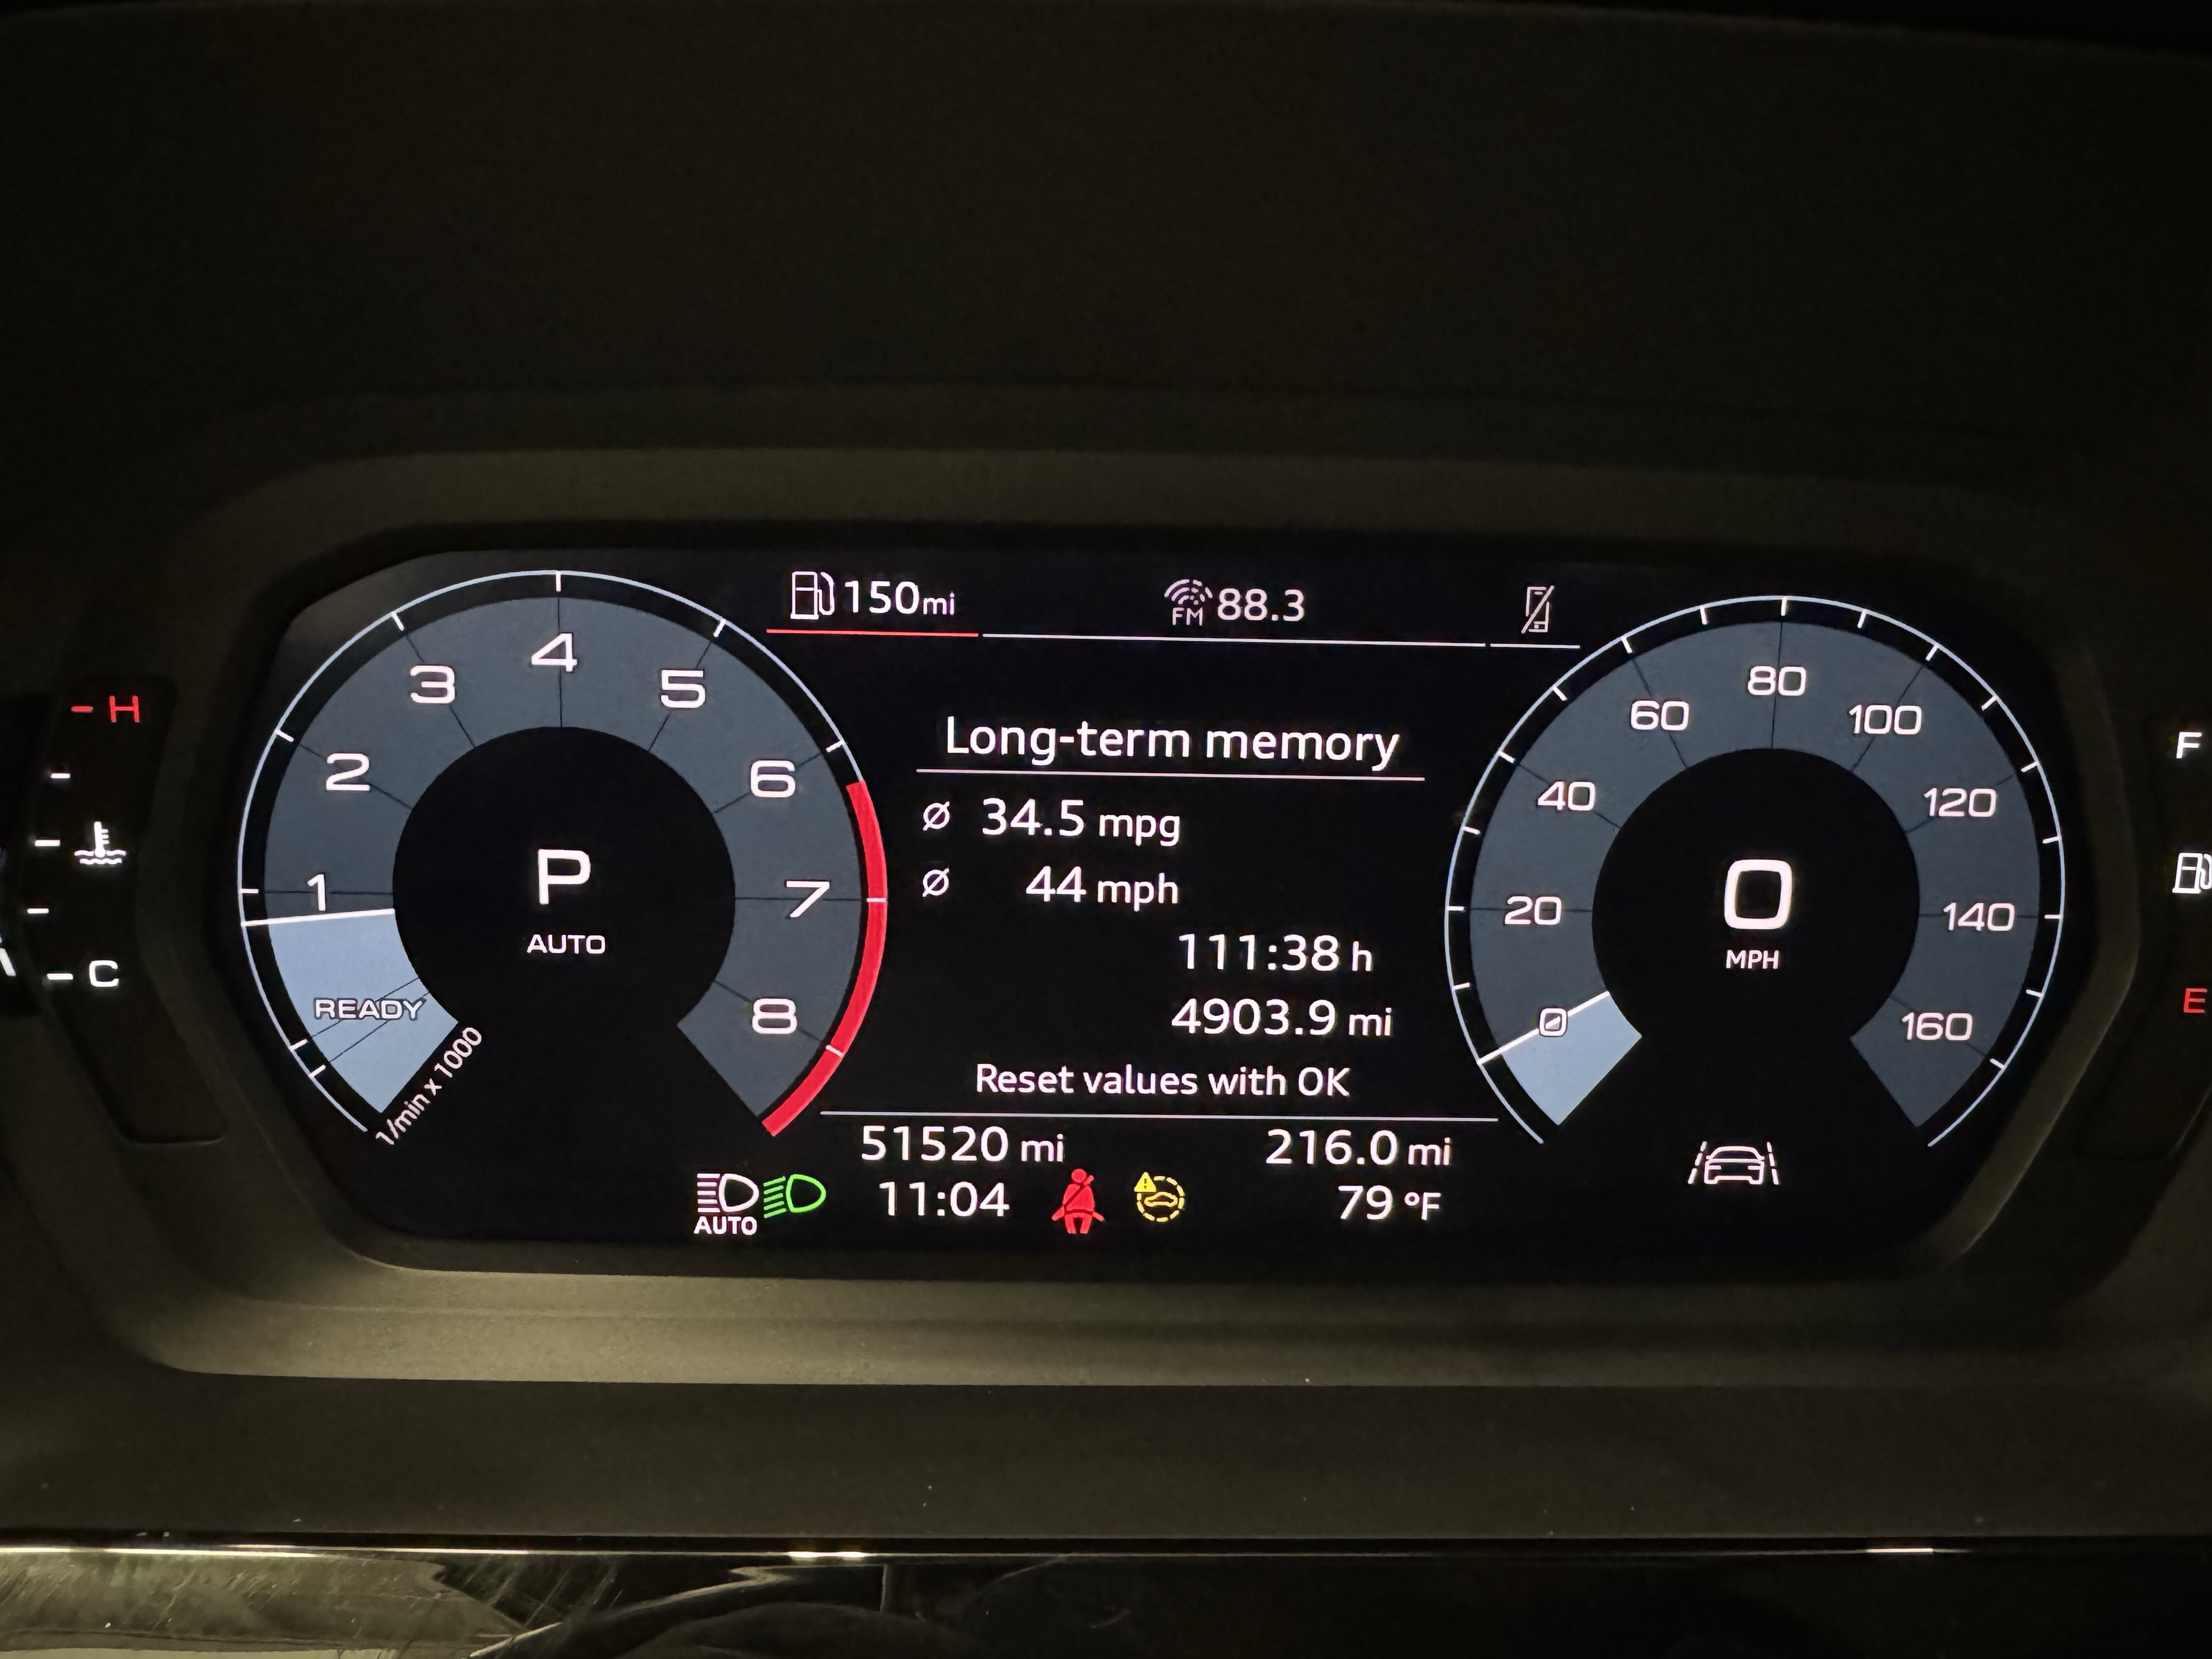 150 mi
FM 88.3
H
C
1 2 3 4 5 6 7 8
P
AUTO
READY
1/min x 1000
Long-term memory
Ø 34.5 mpg
Ø 44 mph
111:38 h
4903.9 mi
Reset values with OK
51520 mi 216.0 mi
AUTO 11:04 79 °F
0 20 40 60 80 100 120 140 160
0
MPH
F
E